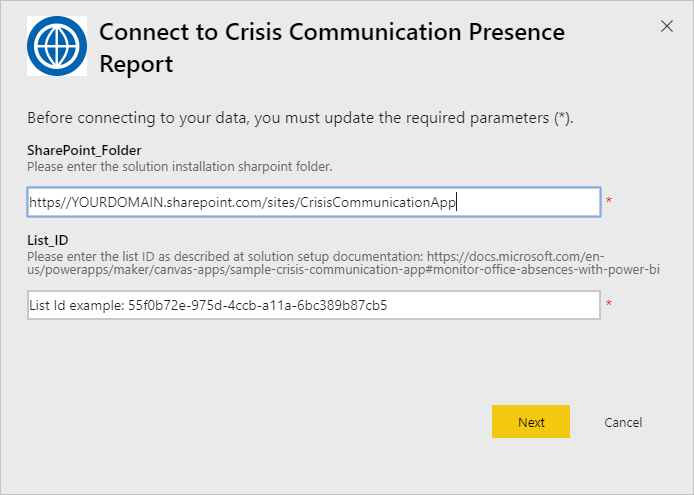 Connect to Crisis Communication Presence
Report
Before connecting to your data, you must update the required parameters (*).
SharePoint_Folder
Please enter the solution installation sharpoint folder.
https//YOURDOMAIN.sharepoint.com/sites/CrisisCommunicationApp *
List_ID
Please enter the list ID as described at solution setup documentation: https://docs.microsoft.com/en-
us/powerapps/maker/canvas-apps/sample-crisis-communication-app#monitor-office-absences-with-power-bi
List Id example: 55f0b72e-975d-4ccb-a11a-6bc389b87cb5 *
Next Cancel